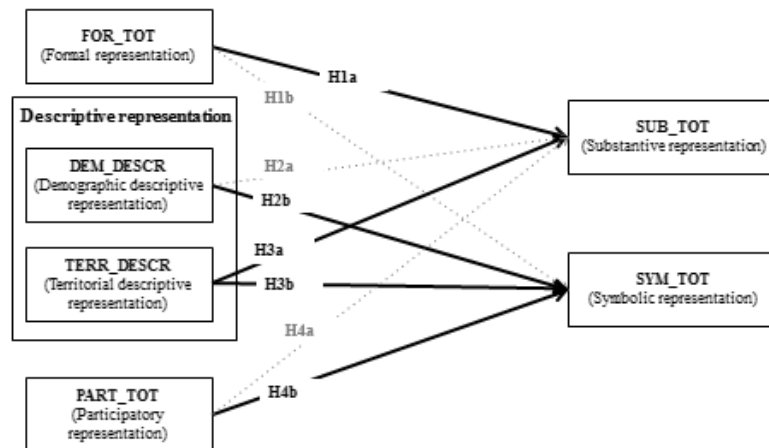 FOR_TOT
(Formal representation)
H1a
H1b
Descriptive representation
DEM_DESCR
(Demographic descriptive
representation)
H2a
H2b
SUB_TOT
(Substantive representation)
TERR_DESCR
(Territorial descriptive
representation)
H3a
H3b
SYM_TOT
(Symbolic representation)
H4a
H4b
PART_TOT
(Participatory
representation)